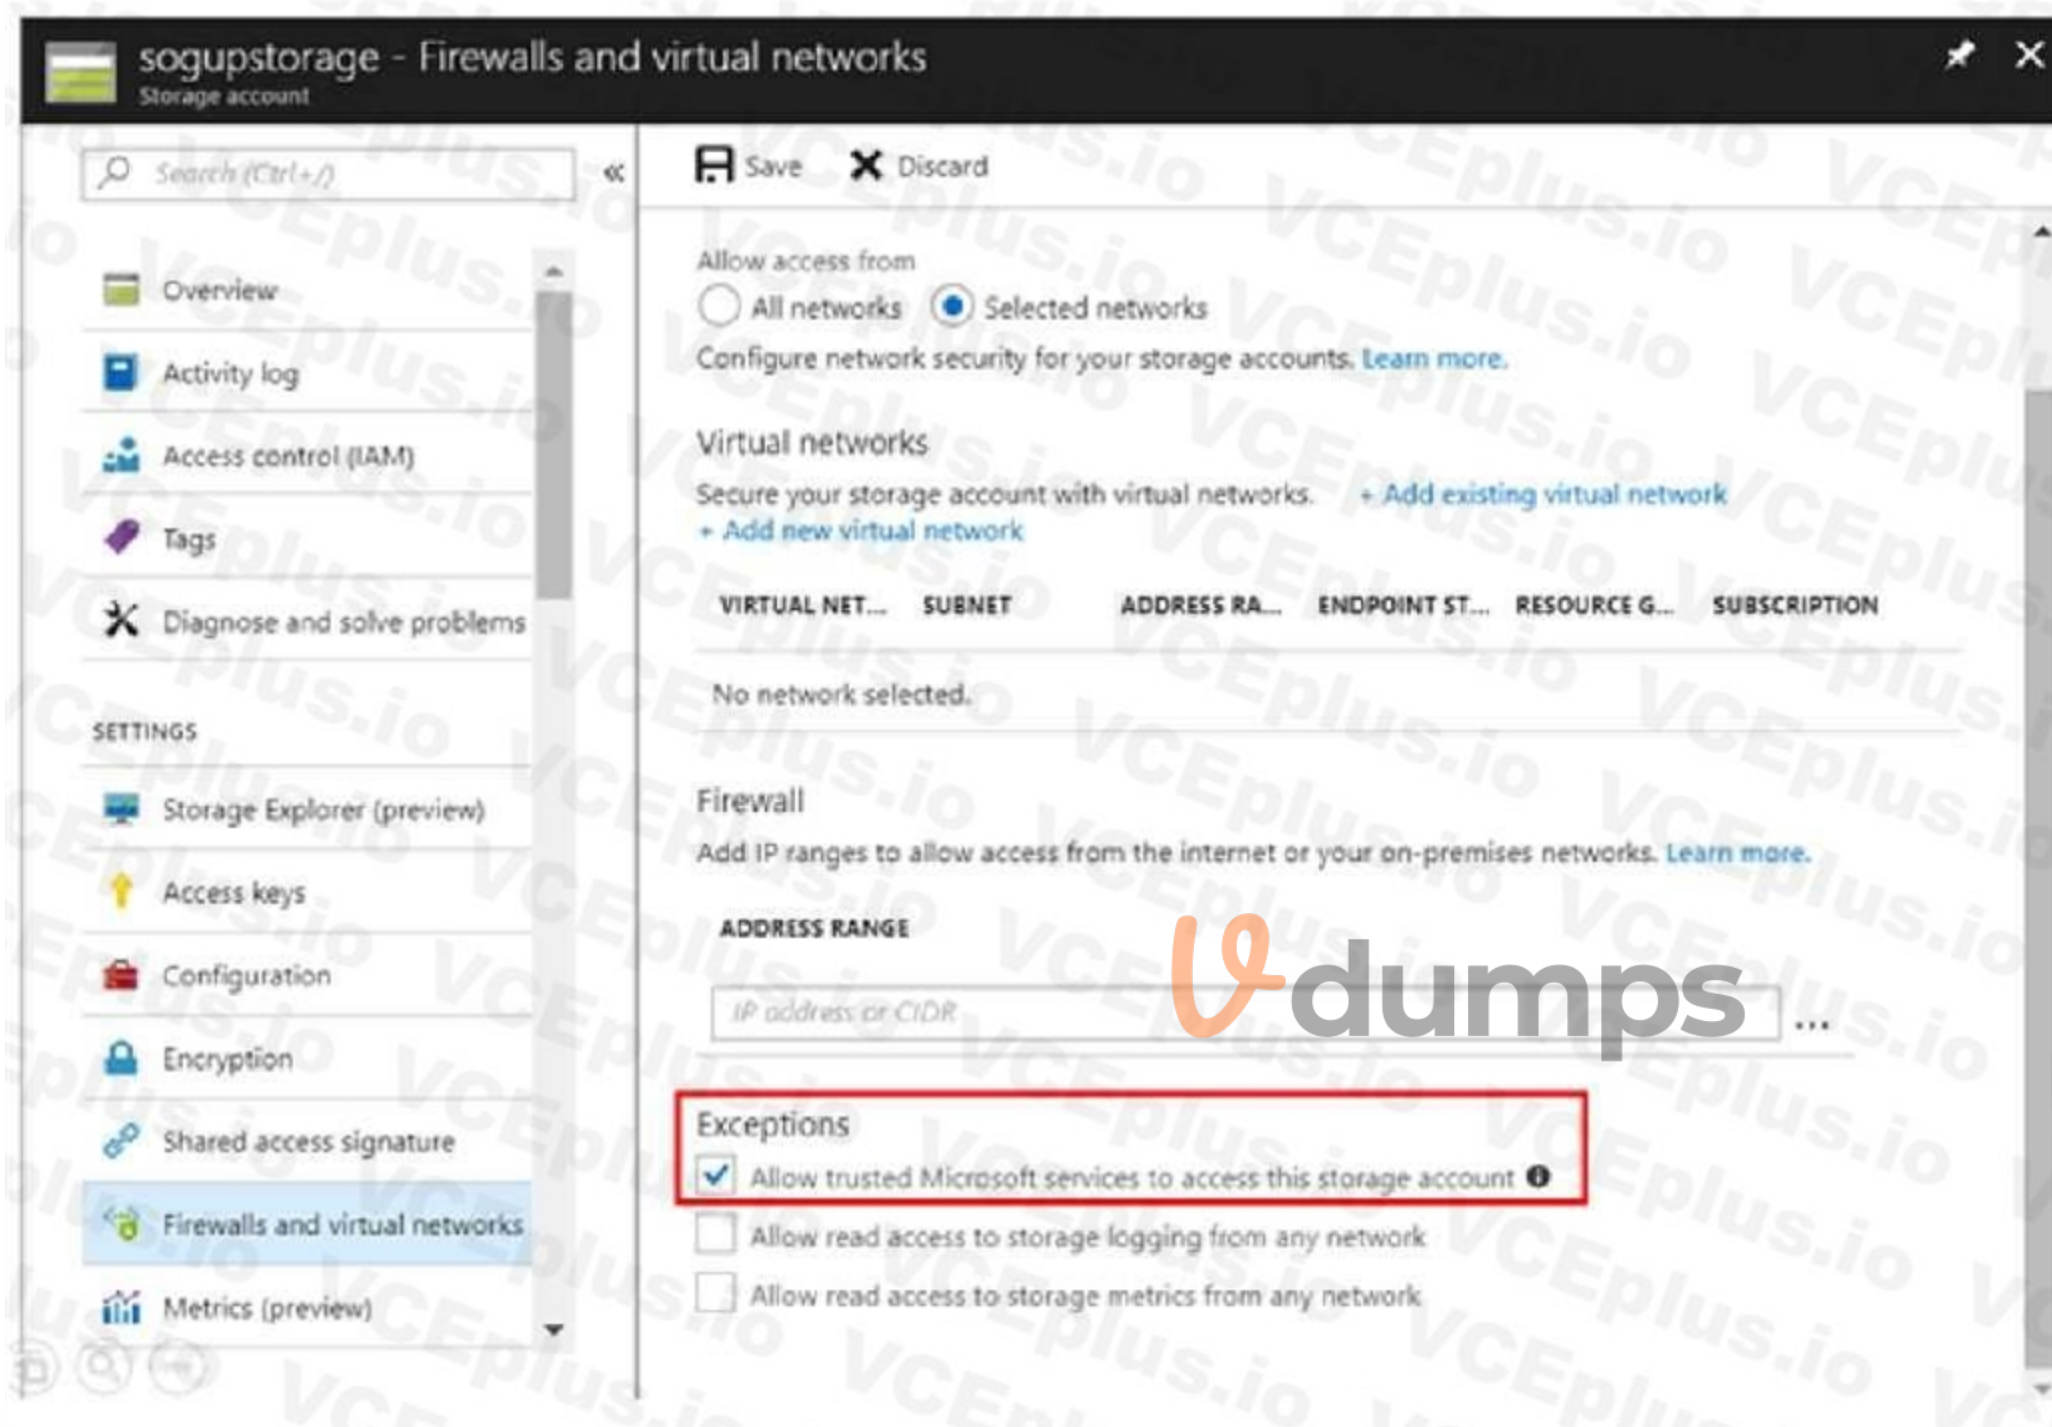 sogupstorage - Firewalls and virtual networks
Storage account
Search (Ctrl+/)
«
Overview
Activity log
Access control (IAM)
Tags
Diagnose and solve problems
SETTINGS
Storage Explorer (preview)
Access keys
Configuration
Encryption
Shared access signature
Firewalls and virtual networks
Metrics (preview)
Save Discard
Allow access from
All networks Selected networks
Configure network security for your storage accounts. Learn more.
Virtual networks
Secure your storage account with virtual networks. + Add existing virtual network
+ Add new virtual network
VIRTUAL NET... SUBNET ADDRESS RA... ENDPOINT ST... RESOURCE G... SUBSCRIPTION
No network selected.
Firewall
Add IP ranges to allow access from the internet or your on-premises networks. Learn more.
ADDRESS RANGE
IP address or CIDR ...
Vdumps
Exceptions
Allow trusted Microsoft services to access this storage account
Allow read access to storage logging from any network
Allow read access to storage metrics from any network
VCEplus.io